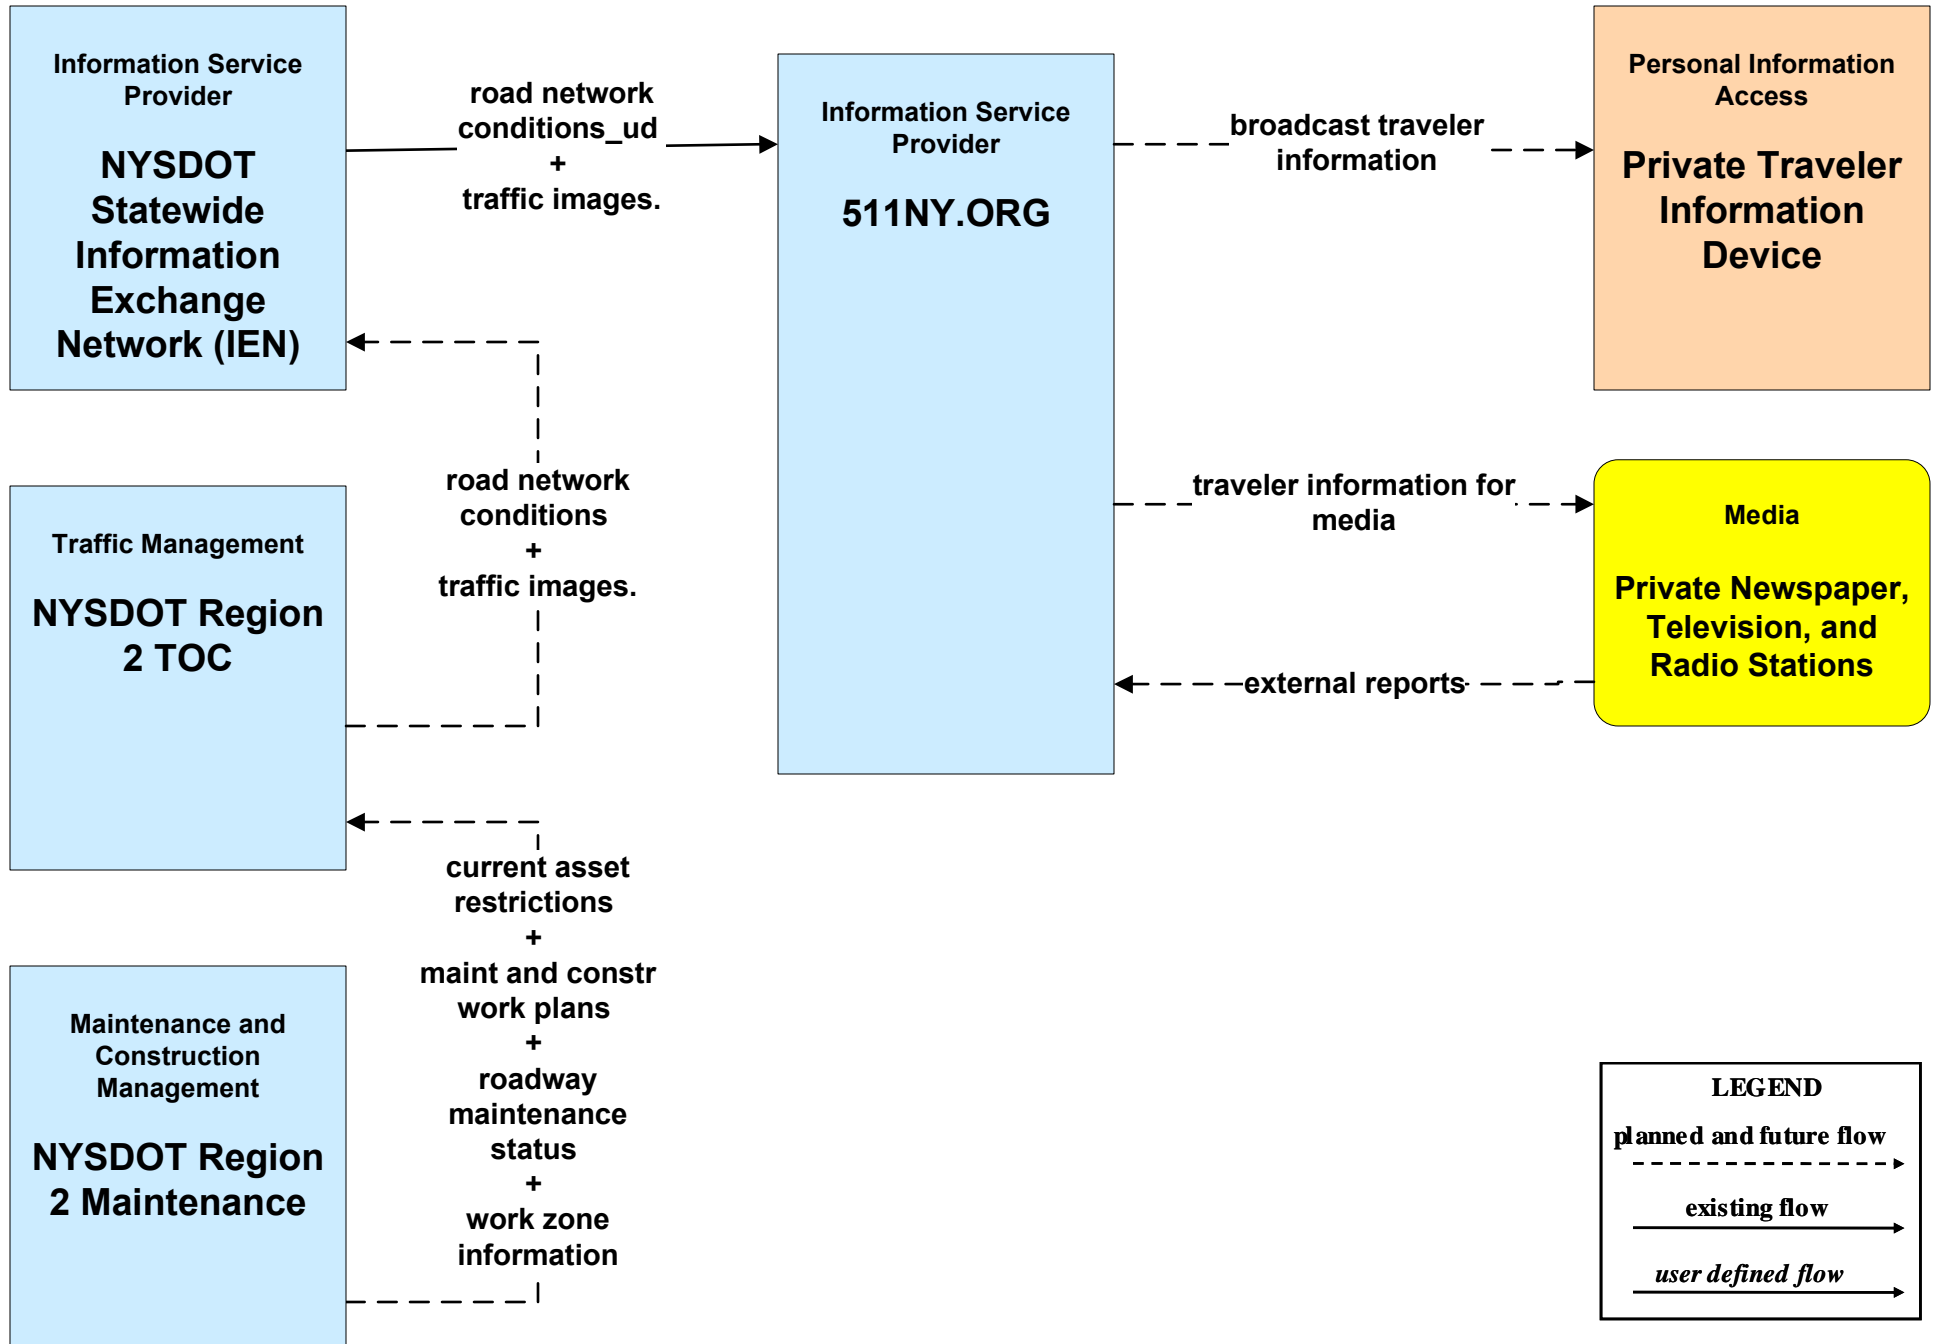 Information Service
Provider
NYSDOT
Statewide
Information
Exchange
Network (IEN)
road network
conditions_ud
+
traffic images.
Information Service
Provider
511NY.ORG
broadcast traveler
information
Personal Information
Access
Private Traveler
Information
Device
road network
conditions
+
traffic images.
traveler information for
media
Media
Private Newspaper,
Television, and
Radio Stations
external reports
Traffic Management
NYSDOT Region
2 TOC
current asset
restrictions
+
maint and constr
work plans
+
roadway
maintenance
status
+
work zone
information
Maintenance and
Construction
Management
NYSDOT Region
2 Maintenance
LEGEND
planned and future flow
existing flow
user defined flow